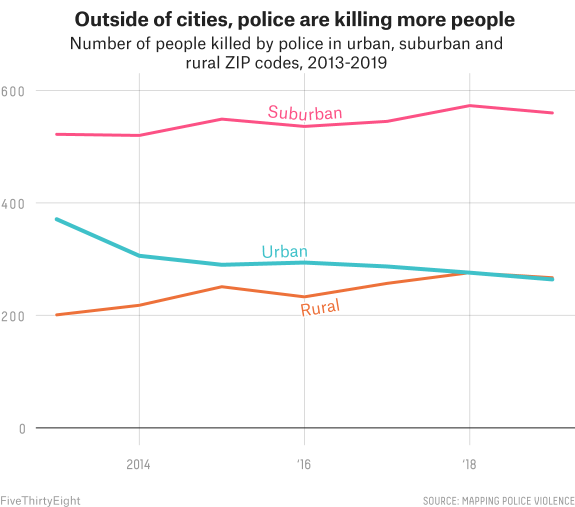 Outside of cities, police are killing more people
Number of people killed by police in urban, suburban and
rural ZIP codes, 2013-2019
600
Suburban
400
Urban
200
Rural
0
2014
'16
'18
FiveThirtyEight
SOURCE: MAPPING POLICE VIOLENCE